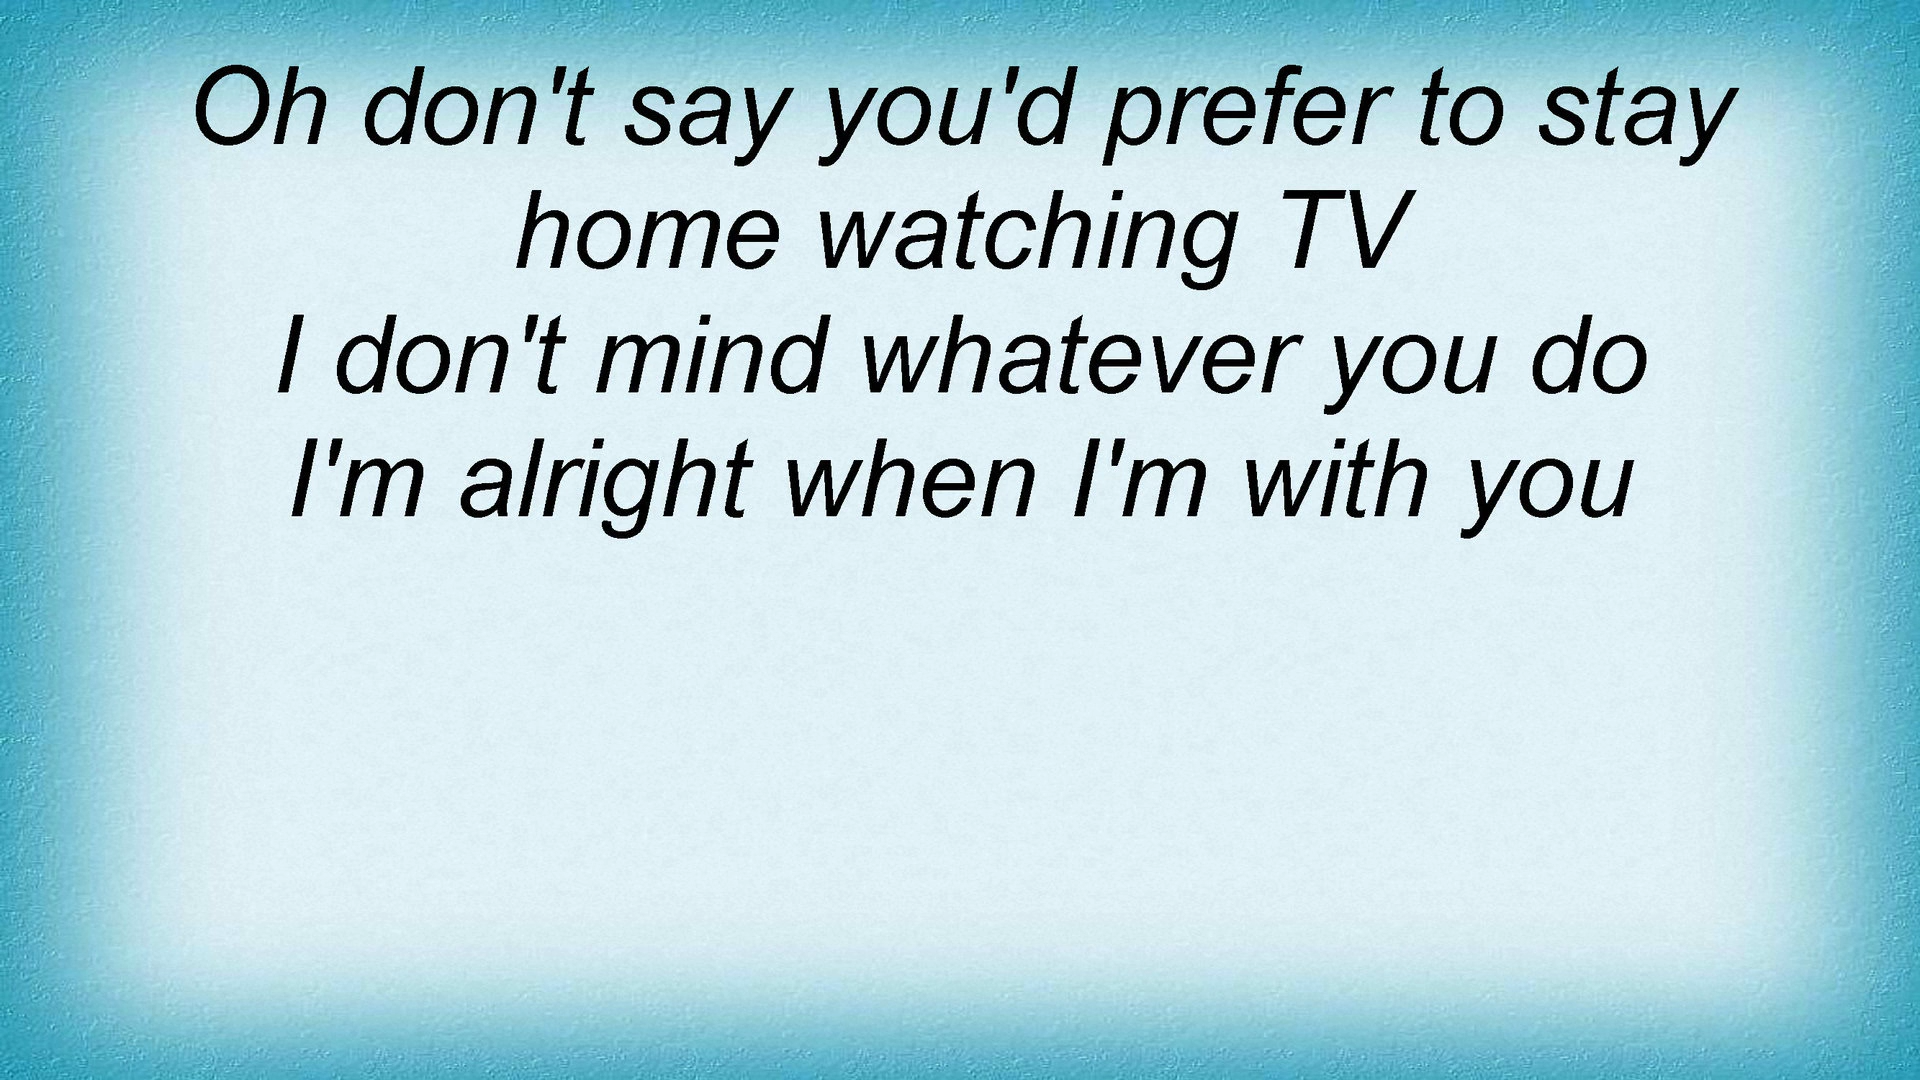 Oh don't say you'd prefer to stay
home watching TV
I don't mind whatever you do
I'm alright when I'm with you